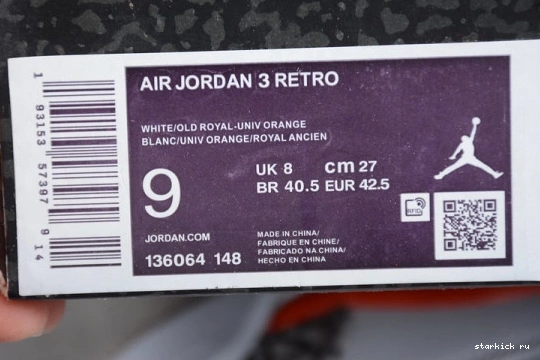 AIR JORDAN 3 RETRO
WHITE/OLD ROYAL-UNIV ORANGE
BLANC/UNIV ORANGE/ROYAL ANCIEN
9
UK 8 cm 27
BR 40.5 EUR 42.5
RFID
JORDAN.COM
136064 148
MADE IN CHINA/
FABRIQUE EN CHINE/
FABRICADO NA CHINA/
HECHO EN CHINA
1 93153 57397 9 14
starkick ru